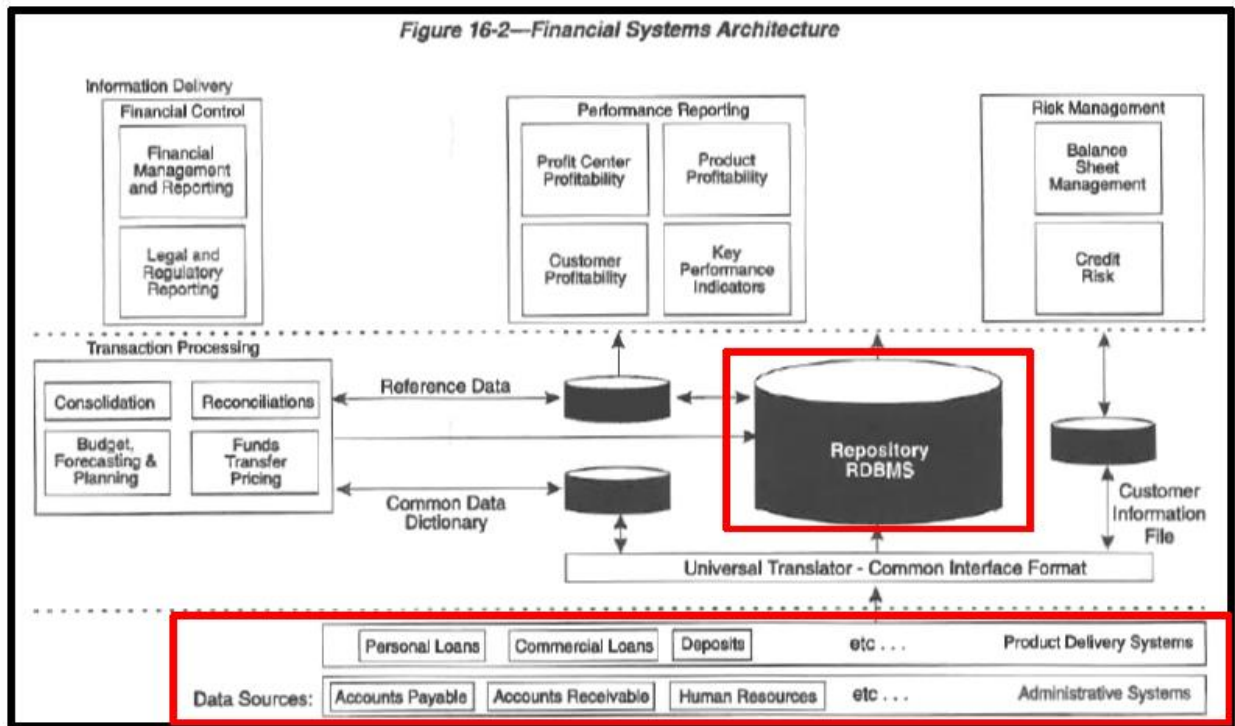 Figure 16-2—Financial Systems Architecture
Information Delivery
Financial Control
Financial
Management
and Reporting
Legal and
Regulatory
Reporting
Performance Reporting
Profit Center
Profitability
Product
Profitability
Customer
Profitability
Key
Performance
Indicators
Risk Management
Balance
Sheet
Management
Credit
Risk
Transaction Processing
Consolidation
Reconciliations
Budget,
Forecasting &
Planning
Funds
Transfer
Pricing
Reference Data
Common Data
Dictionary
Repository
RDBMS
Customer
Information
File
Universal Translator - Common Interface Format
Personal Loans Commercial Loans Deposits etc . . . Product Delivery Systems
Data Sources: Accounts Payable Accounts Receivable Human Resources etc . . . Administrative Systems